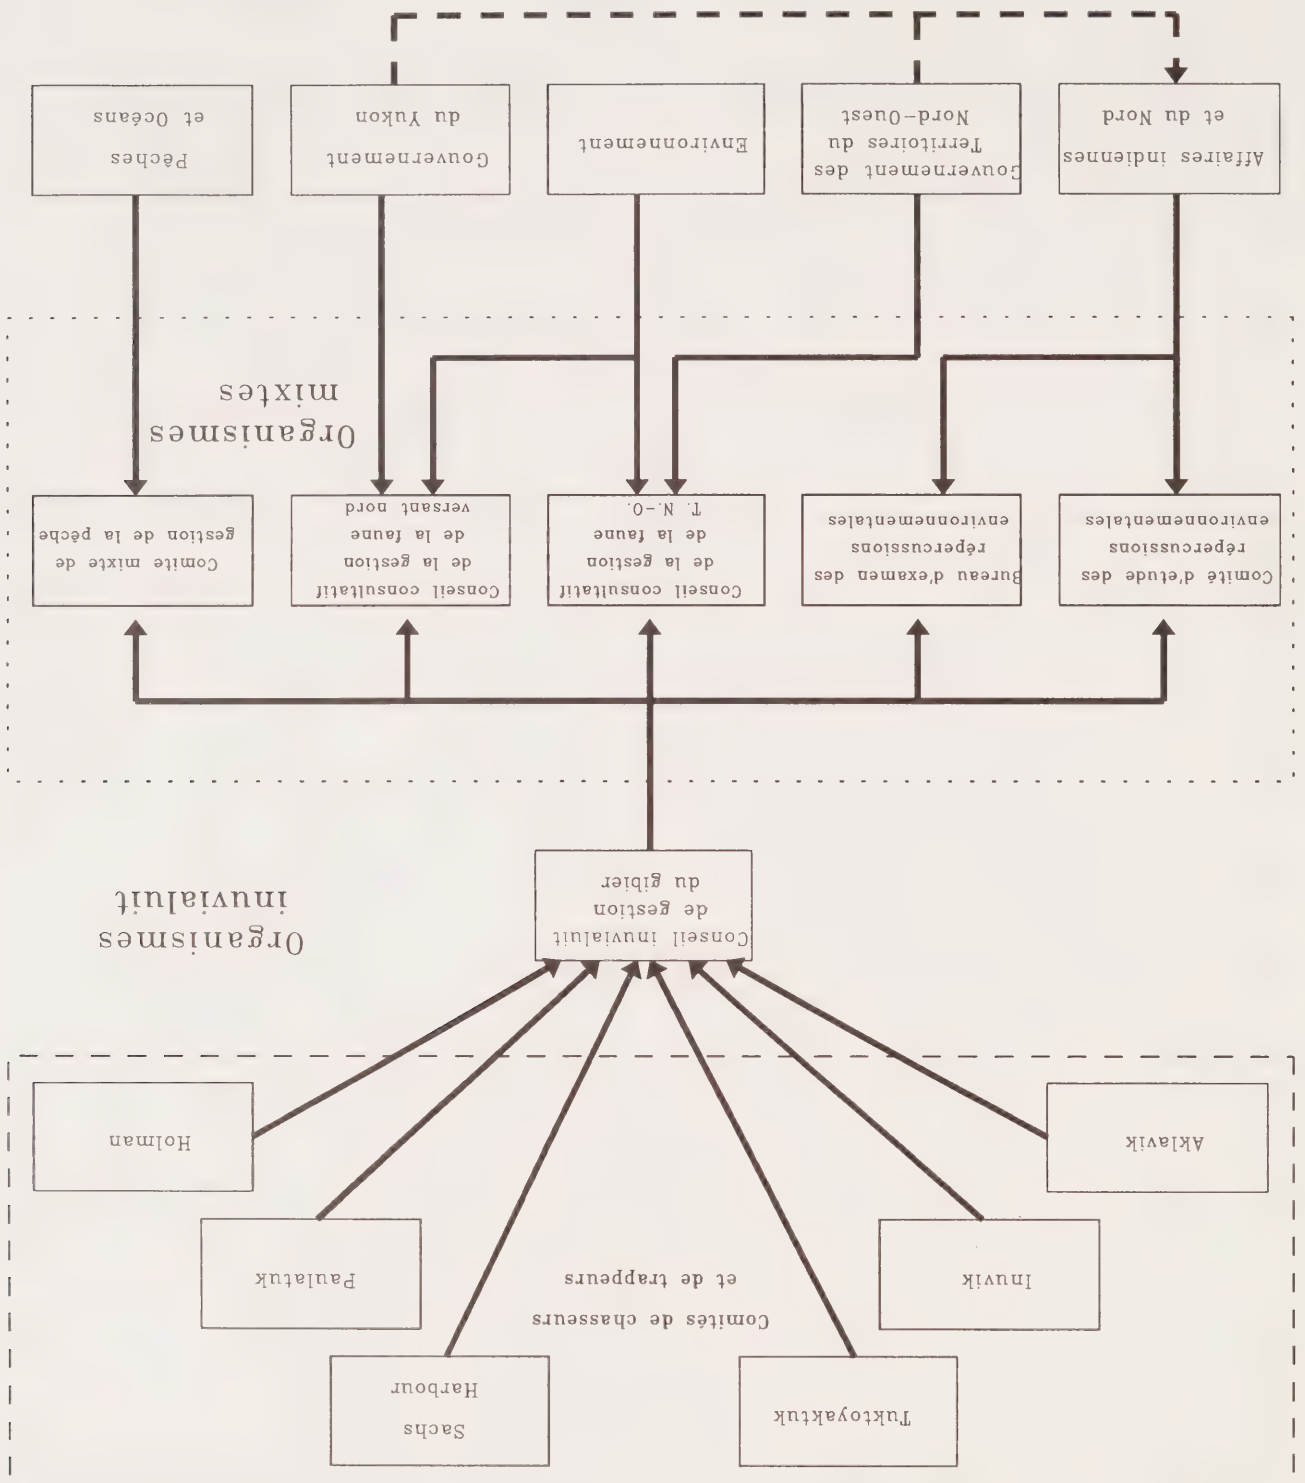 Tuktoyaktuk
Sachs
Harbour
Comités de chasseurs
et de trappeurs
Inuvik
Paulatuk
Aklavik
Holman
Conseil inuvialuit
de gestion
du gibier
Organismes
inuvialuit
Comité d'etude des
répercussions
environnementales
Bureau d'examen des
répercussions
environnementales
Conseil consultatif
de la gestion
de la faune
T. N.-O.
Conseil consultatif
de la gestion
de la faune
versant nord
Comite mixte de
gestion de la pêche
Organismes
mixtes
Affaires indiennes
et du Nord
Gouvernement des
Territoires du
Nord-Ouest
Environnement
Gouvernement
du Yukon
Pêches
et Océans